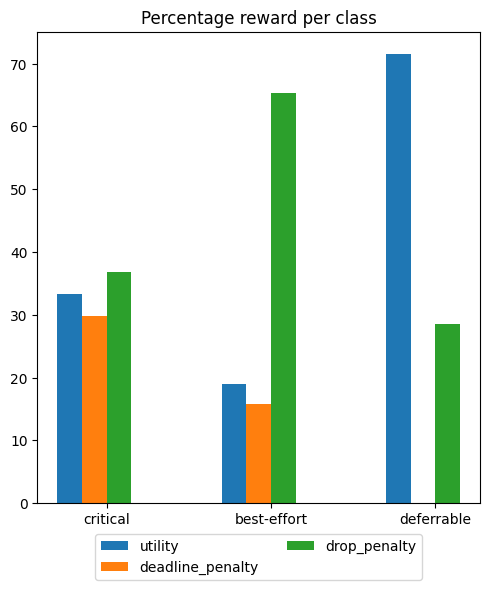 Percentage reward per class
70
60
50
40
30
20
10
0
critical
best-effort
deferrable
utility
deadline_penalty
drop_penalty